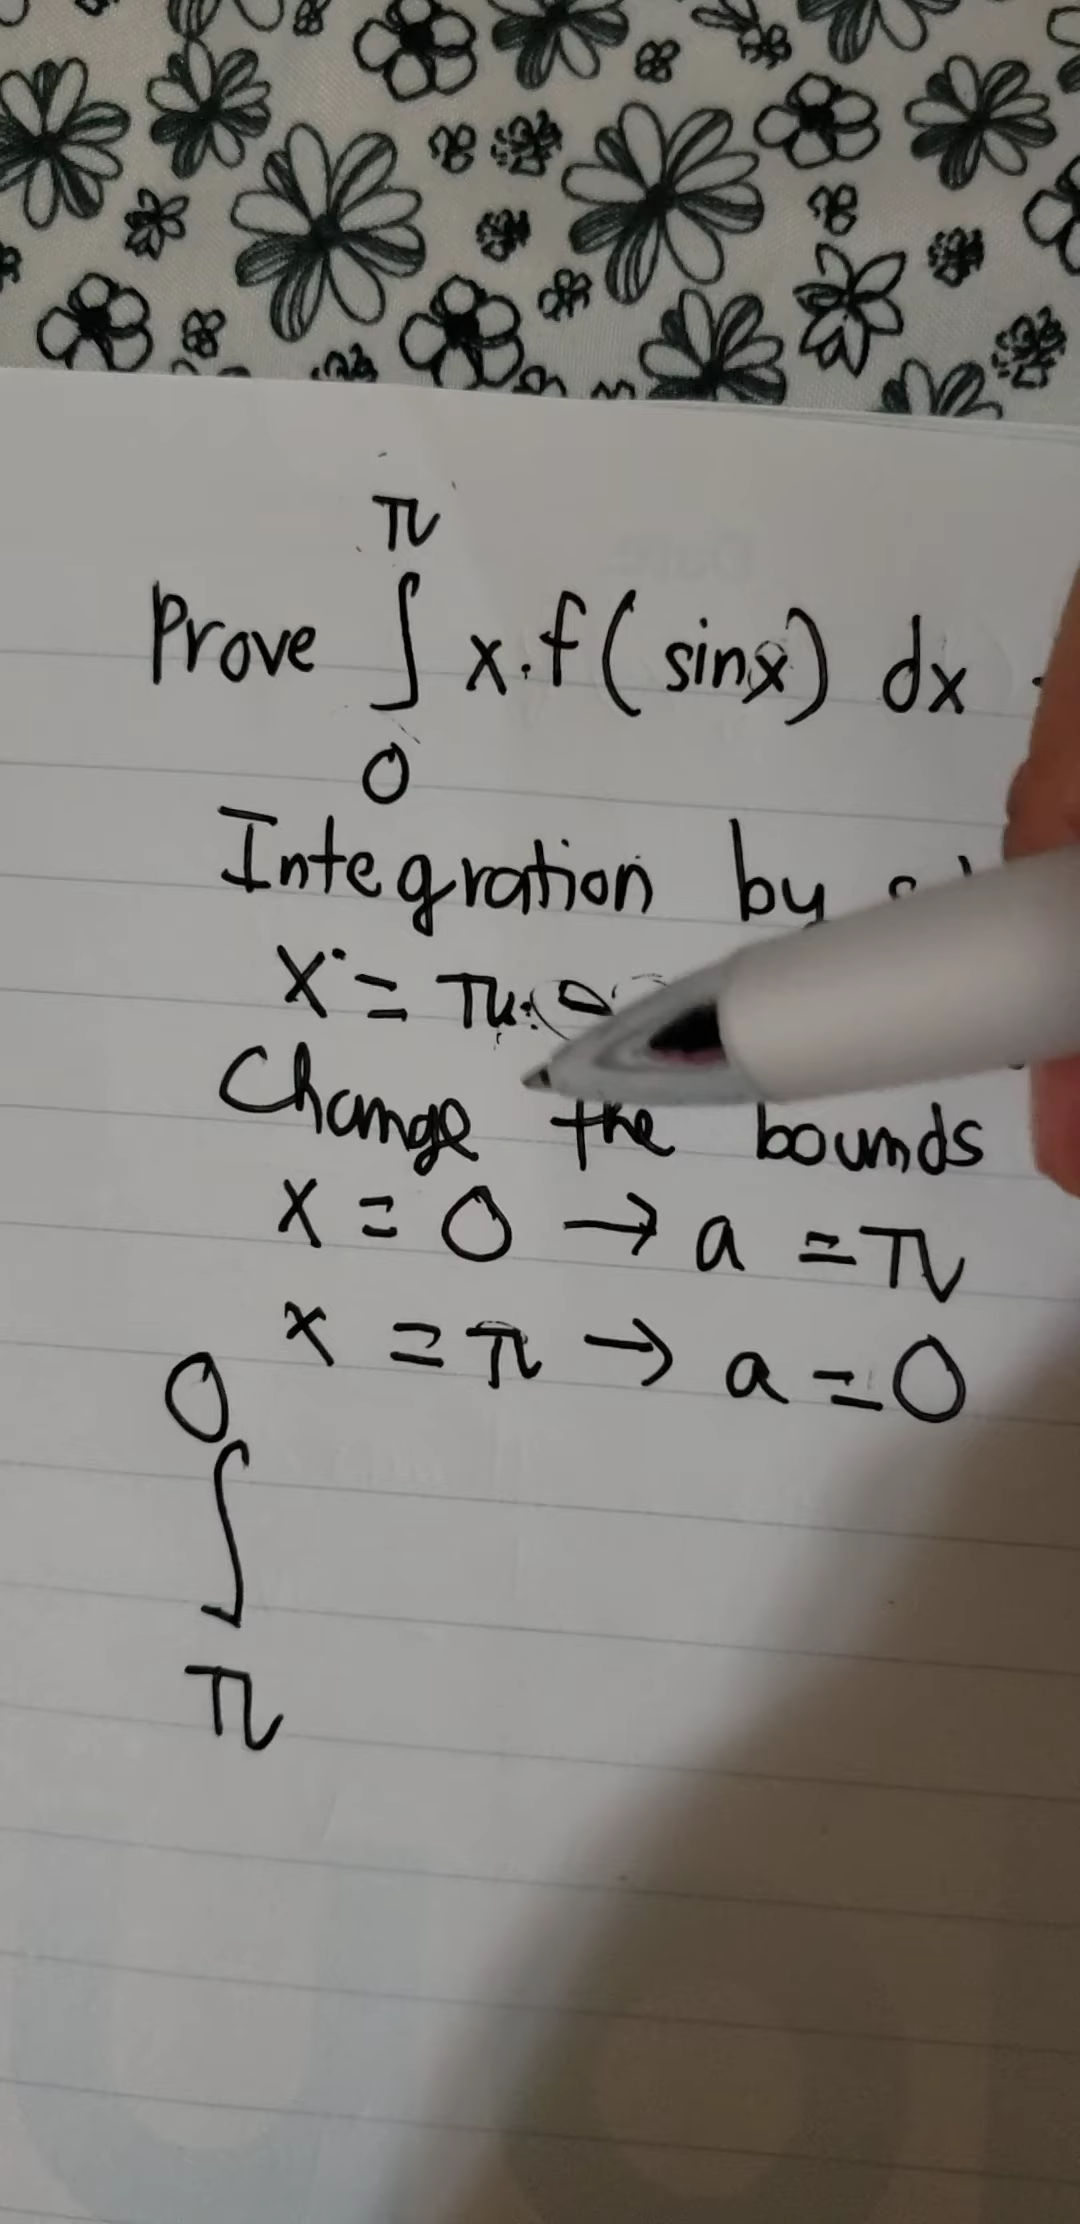 π
Prove ∫ x.f(sinx) dx
0
Integration by
x = π
Change the bounds
x = 0 → a = π
x = π → a = 0
0
∫
π